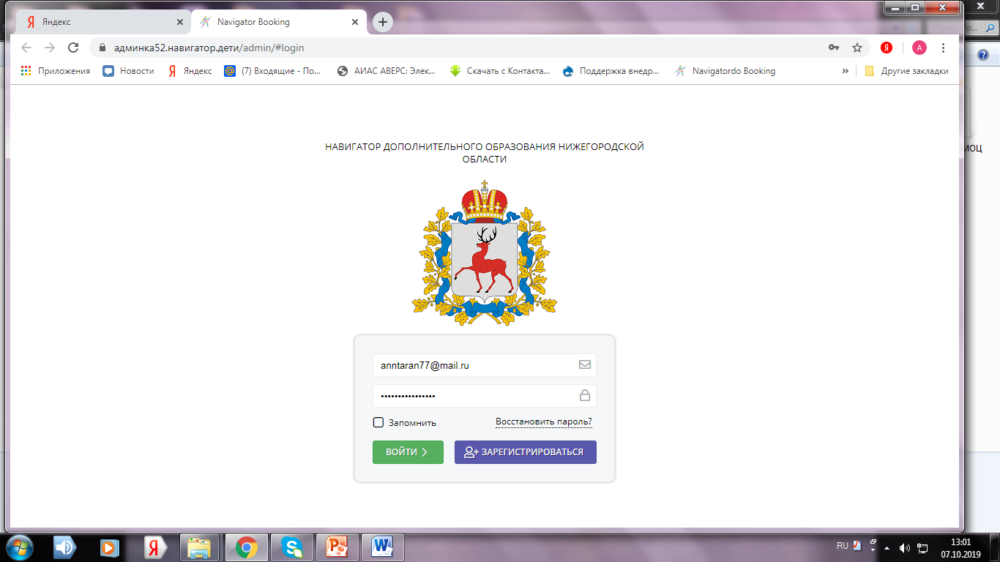 Яндекс
Navigator Booking
админка52.навигатор.дети/admin/#login
Приложения
Новости
Яндекс
(7) Входящие - По...
АИАС АВЕРС: Элек...
Скачать с Контакта...
Поддержка внедр...
Navigatordo Booking
»
Другие закладки
НАВИГАТОР ДОПОЛНИТЕЛЬНОГО ОБРАЗОВАНИЯ НИЖЕГОРОДСКОЙ
ОБЛАСТИ
anntaran77@mail.ru
••••••••••••••••
Запомнить
Восстановить пароль?
ВОЙТИ
ЗАРЕГИСТРИРОВАТЬСЯ
RU
13:01
07.10.2019